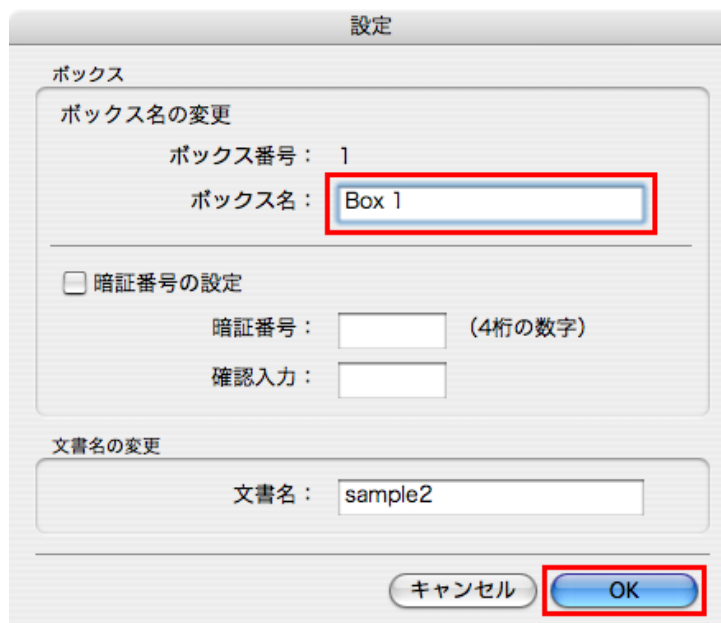 設定
ボックス
ボックス名の変更
ボックス番号： 1
ボックス名： Box 1
暗証番号の設定
暗証番号： （4桁の数字）
確認入力：
文書名の変更
文書名： sample2
キャンセル OK